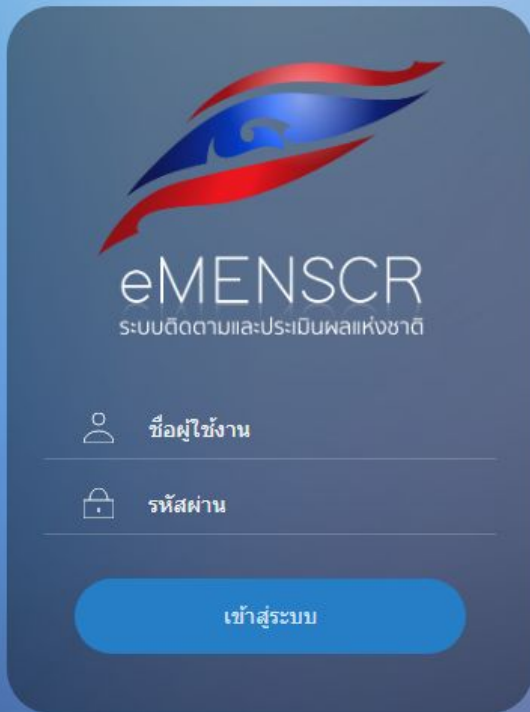 eMENSCR
ระบบติดตามและประเมินผลแห่งชาติ
ชื่อผู้ใช้งาน
รหัสผ่าน
เข้าสู่ระบบ